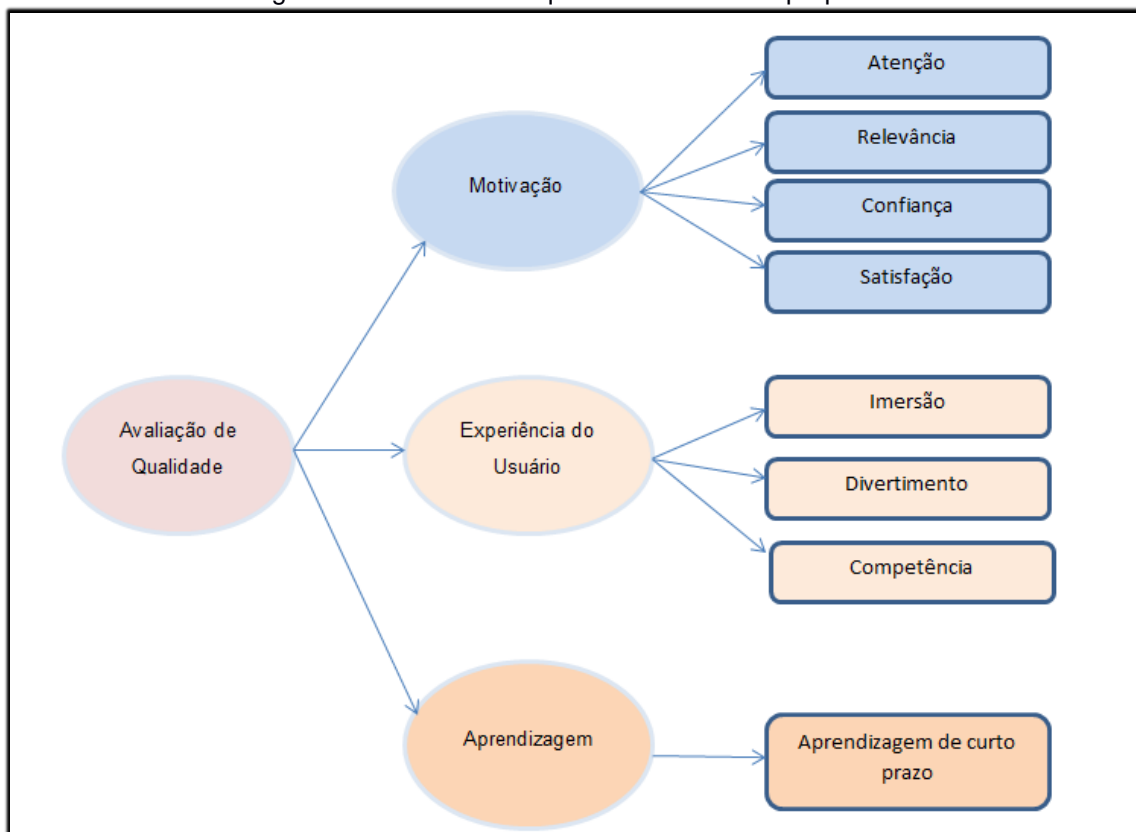 Atenção
Relevância
Motivação
Confiança
Satisfação
Imersão
Avaliação de
Qualidade
Experiência do
Usuário
Divertimento
Competência
Aprendizagem
Aprendizagem de curto
prazo